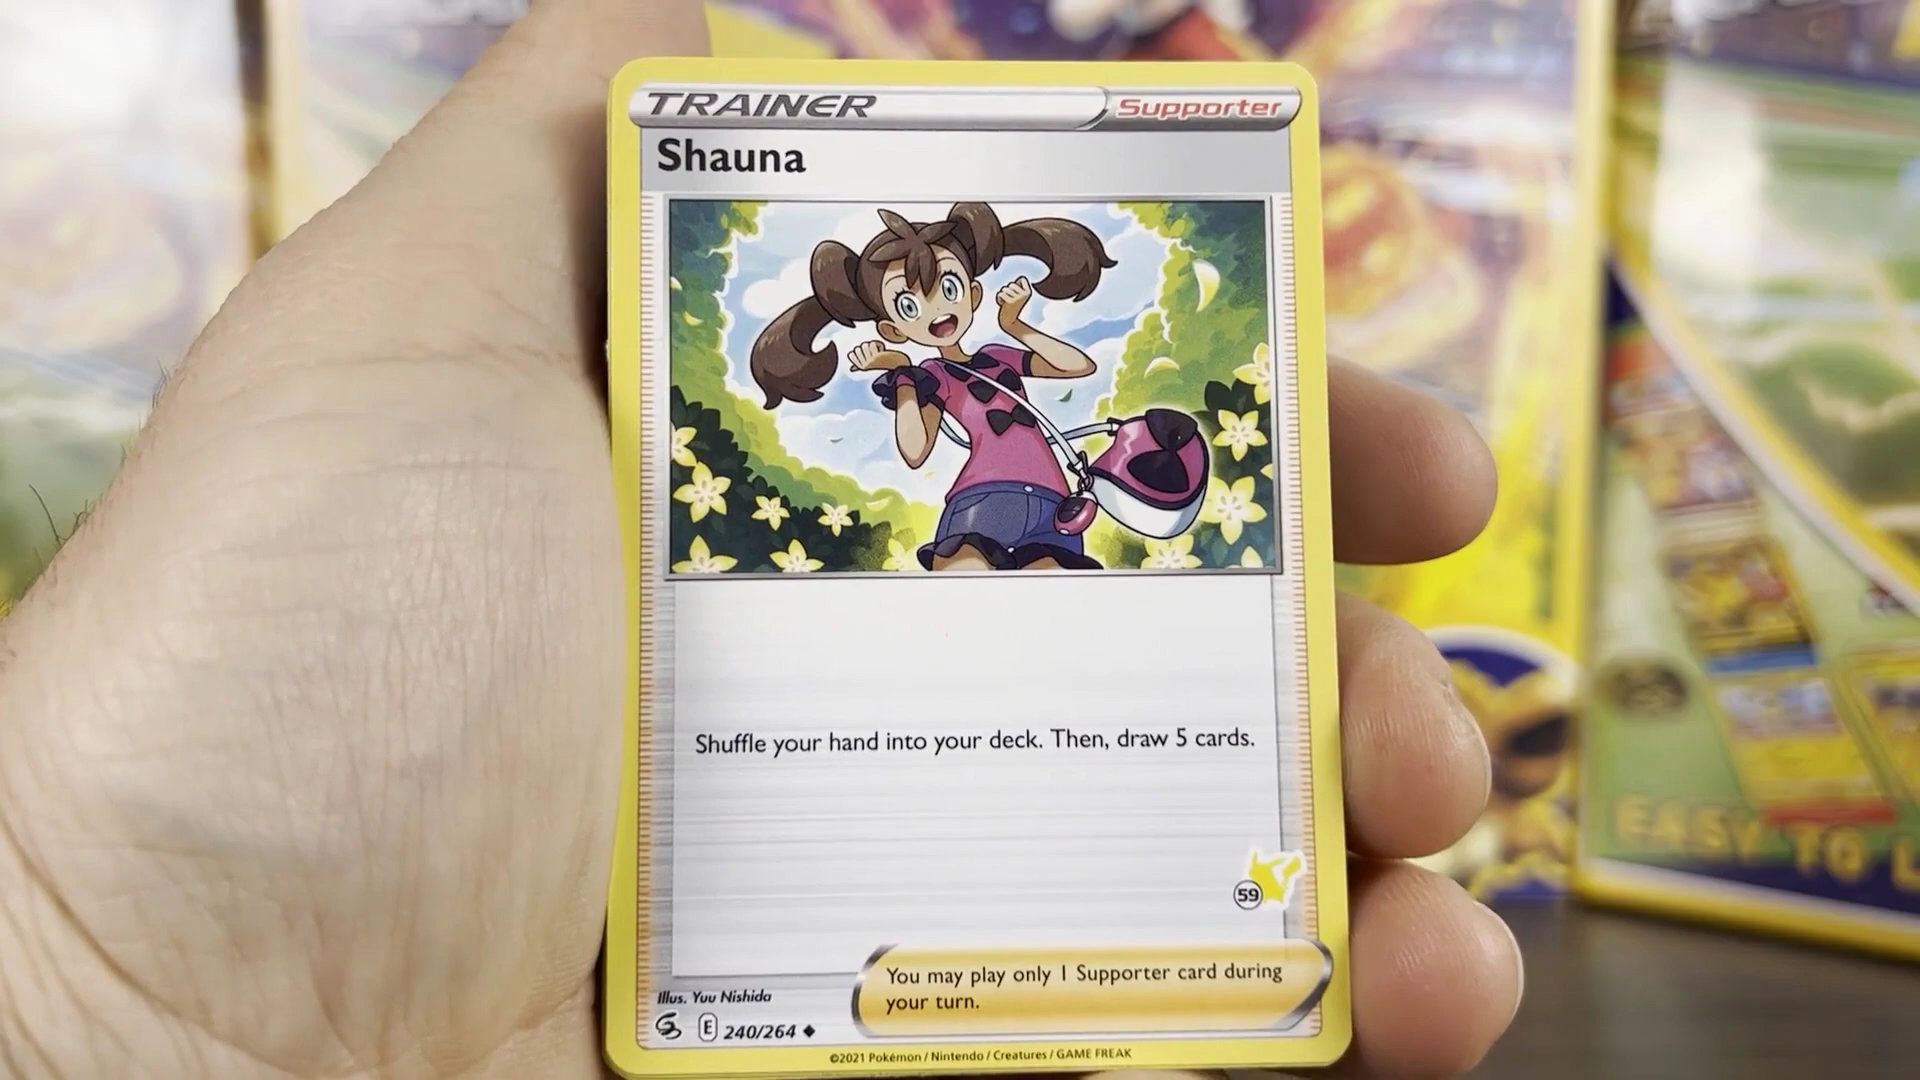 TRAINER
Supporter
Shauna
Shuffle your hand into your deck. Then, draw 5 cards.
59
You may play only 1 Supporter card during
your turn.
Illus. Yuu Nishida
E 240/264
©2021 Pokémon / Nintendo / Creatures / GAME FREAK
EASY TO L